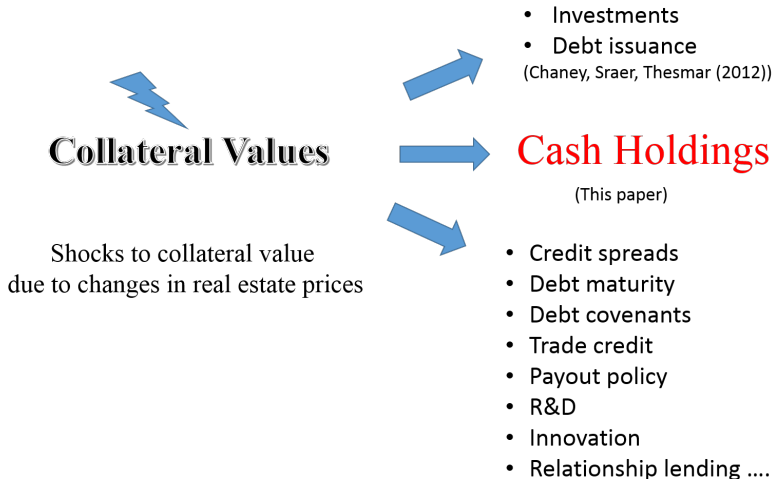 • Investments
• Debt issuance
(Chaney, Sraer, Thesmar (2012))
Collateral Values
Cash Holdings
(This paper)
Shocks to collateral value
due to changes in real estate prices
• Credit spreads
• Debt maturity
• Debt covenants
• Trade credit
• Payout policy
• R&D
• Innovation
• Relationship lending ....